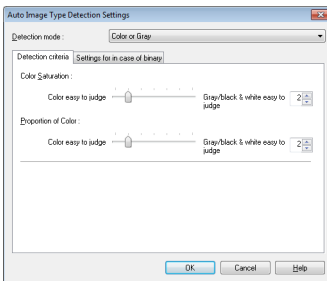 Auto Image Type Detection Settings
Detection mode :
Color or Gray
Detection criteria
Settings for in case of binary
Color Saturation :
Color easy to judge
Gray/black & white easy to
judge
2
Proportion of Color :
Color easy to judge
Gray/black & white easy to
judge
2
OK
Cancel
Help